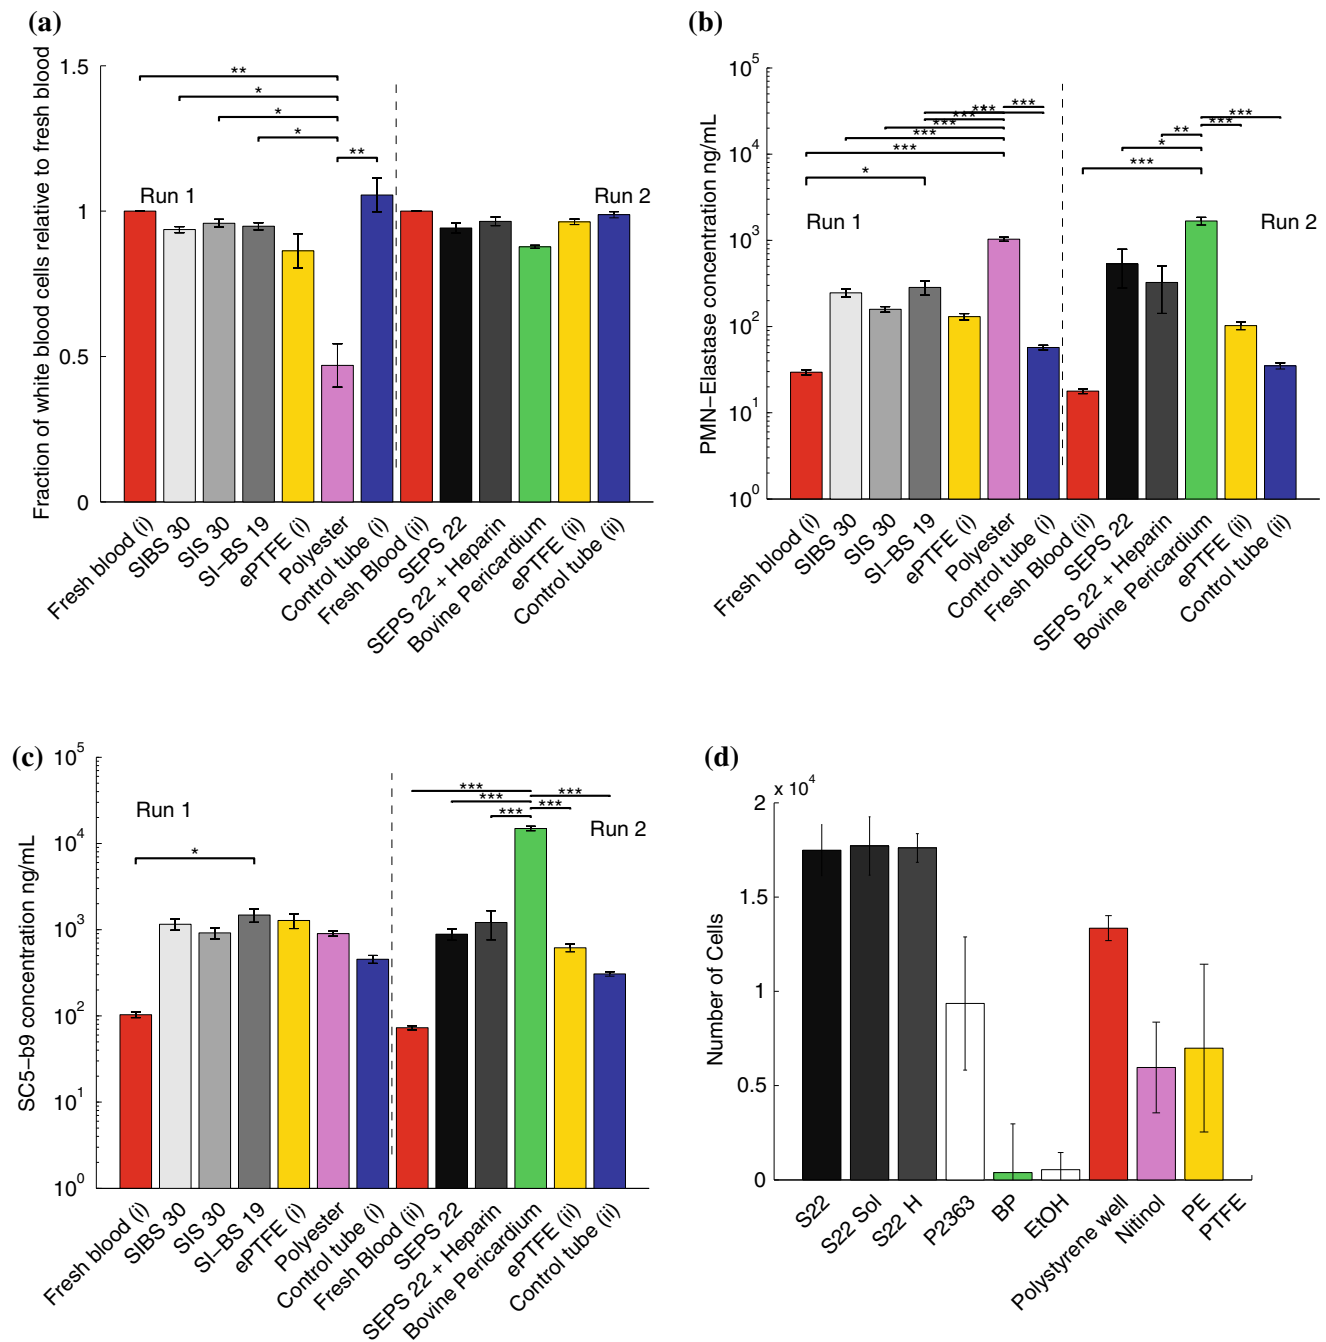 (a)
Fraction of white blood cells relative to fresh blood
1.5
1
0.5
0
Run 1
Run 2
**
*
*
*
**
Fresh blood (i)
SIBS 30
SIS 30
SI–BS 19
ePTFE (i)
Polyester
Control tube (i)
Fresh Blood (ii)
SEPS 22
SEPS 22 + Heparin
Bovine Pericardium
ePTFE (ii)
Control tube (ii)
(b)
PMN–Elastase concentration ng/mL
10^5
10^4
10^3
10^2
10^1
10^0
Run 1
Run 2
***
***
***
***
***
***
*
***
***
**
*
***
Fresh blood (i)
SIBS 30
SIS 30
SI–BS 19
ePTFE (i)
Polyester
Control tube (i)
Fresh Blood (ii)
SEPS 22
SEPS 22 + Heparin
Bovine Pericardium
ePTFE (ii)
Control tube (ii)
(c)
SC5–b9 concentration ng/mL
10^5
10^4
10^3
10^2
10^1
10^0
Run 1
Run 2
*
***
***
***
***
***
Fresh blood (i)
SIBS 30
SIS 30
SI–BS 19
ePTFE (i)
Polyester
Control tube (i)
Fresh Blood (ii)
SEPS 22
SEPS 22 + Heparin
Bovine Pericardium
ePTFE (ii)
Control tube (ii)
(d)
x 10^4
Number of Cells
2
1.5
1
0.5
0
S22
S22 Sol
S22 H
P2363
BP
EtOH
Polystyrene well
Nitinol
PE
PTFE